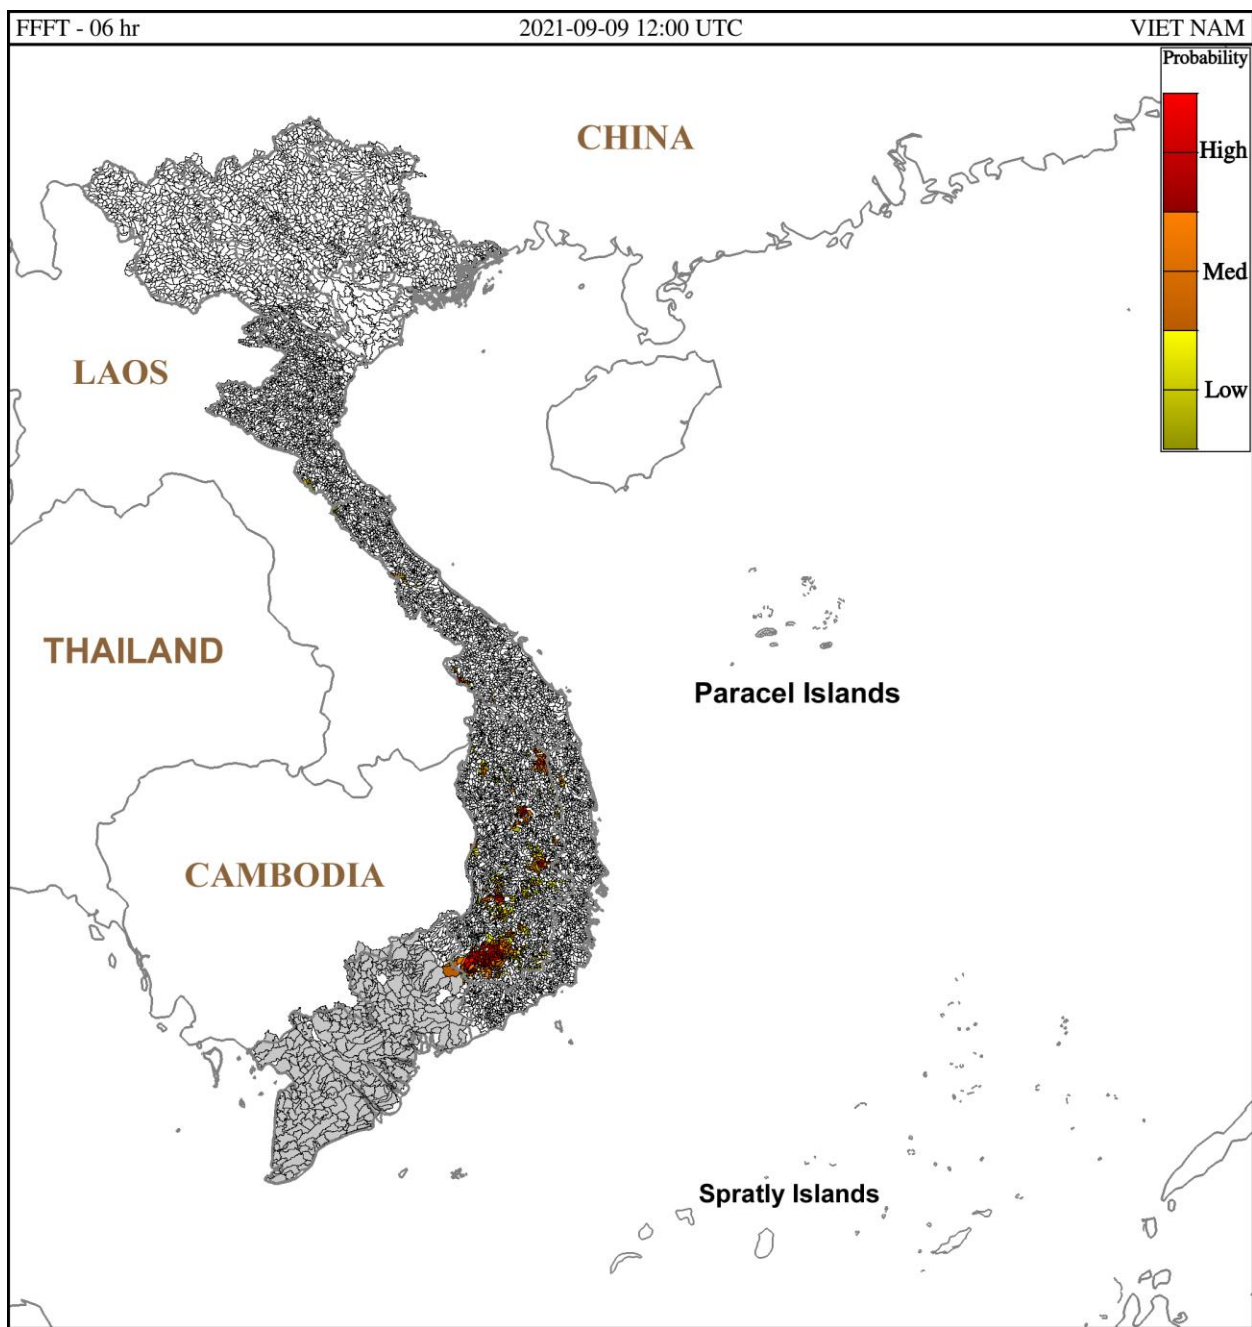 FFFT - 06 hr
2021-09-09 12:00 UTC
VIET NAM
Probability
High
Med
Low
CHINA
LAOS
THAILAND
Paracel Islands
CAMBODIA
Spratly Islands